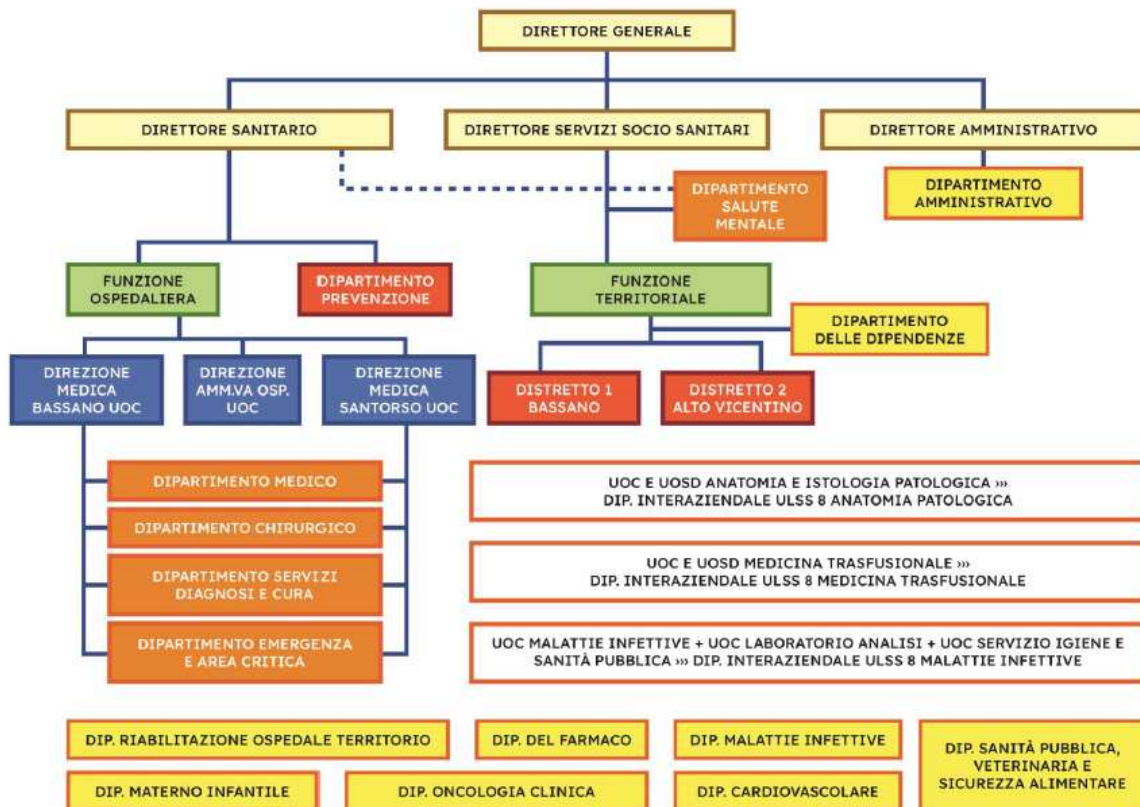 DIRETTORE GENERALE
DIRETTORE SANITARIO
DIRETTORE SERVIZI SOCIO SANITARI
DIRETTORE AMMINISTRATIVO
DIPARTIMENTO
SALUTE
MENTALE
DIPARTIMENTO
AMMINISTRATIVO
FUNZIONE
OSPEDALIERA
DIPARTIMENTO
PREVENZIONE
FUNZIONE
TERRITORIALE
DIPARTIMENTO
DELLE DIPENDENZE
DIREZIONE
MEDICA
BASSANO UOC
DIREZIONE
AMM.VA OSP.
UOC
DIREZIONE
MEDICA
SANTORSO UOC
DISTRETTO 1
BASSANO
DISTRETTO 2
ALTO VICENTINO
DIPARTIMENTO MEDICO
DIPARTIMENTO CHIRURGICO
DIPARTIMENTO SERVIZI
DIAGNOSI E CURA
DIPARTIMENTO EMERGENZA
E AREA CRITICA
UOC E UOSD ANATOMIA E ISTOLOGIA PATOLOGICA »›
DIP. INTERAZIENDALE ULSS 8 ANATOMIA PATOLOGICA
UOC E UOSD MEDICINA TRASFUSIONALE »›
DIP. INTERAZIENDALE ULSS 8 MEDICINA TRASFUSIONALE
UOC MALATTIE INFETTIVE + UOC LABORATORIO ANALISI + UOC SERVIZIO IGIENE E
SANITÀ PUBBLICA »› DIP. INTERAZIENDALE ULSS 8 MALATTIE INFETTIVE
DIP. RIABILITAZIONE OSPEDALE TERRITORIO
DIP. DEL FARMACO
DIP. MALATTIE INFETTIVE
DIP. SANITÀ PUBBLICA,
VETERINARIA E
SICUREZZA ALIMENTARE
DIP. MATERNO INFANTILE
DIP. ONCOLOGIA CLINICA
DIP. CARDIOVASCOLARE